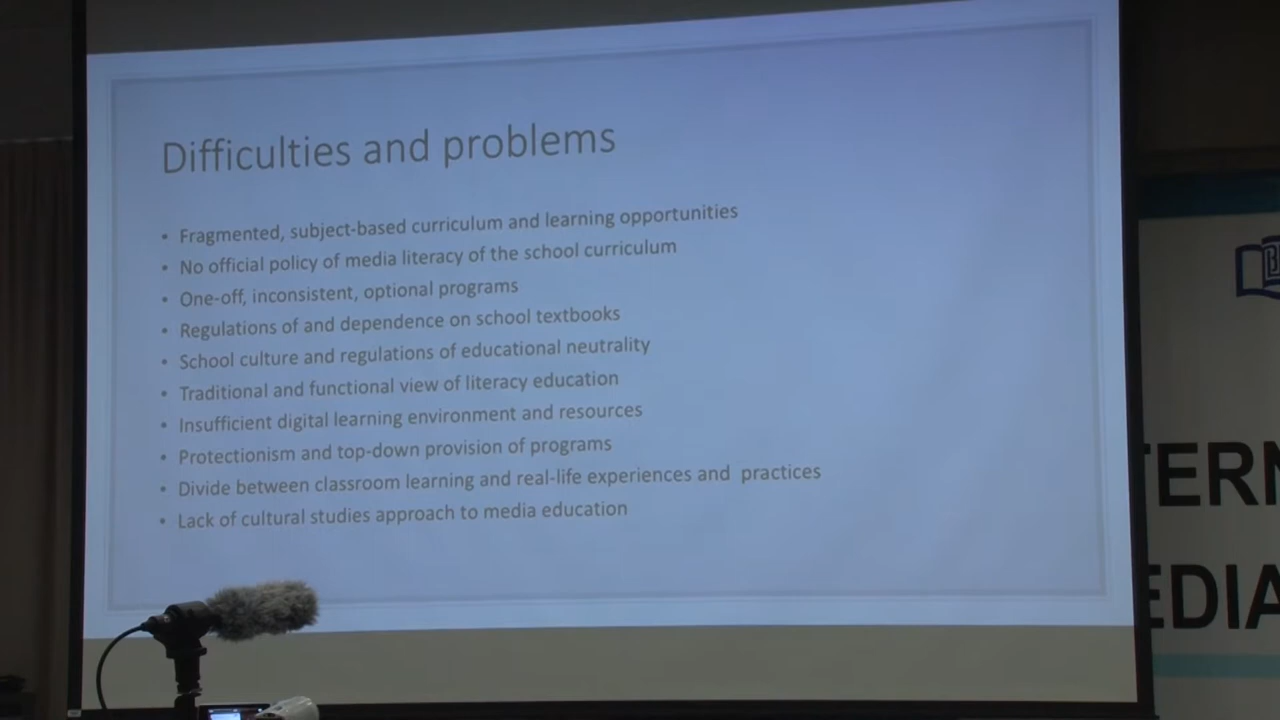 Difficulties and problems
• Fragmented, subject-based curriculum and learning opportunities
• No official policy of media literacy of the school curriculum
• One-off, inconsistent, optional programs
• Regulations of and dependence on school textbooks
• School culture and regulations of educational neutrality
• Traditional and functional view of literacy education
• Insufficient digital learning environment and resources
• Protectionism and top-down provision of programs
• Divide between classroom learning and real-life experiences and practices
• Lack of cultural studies approach to media education
TERN
EDIA